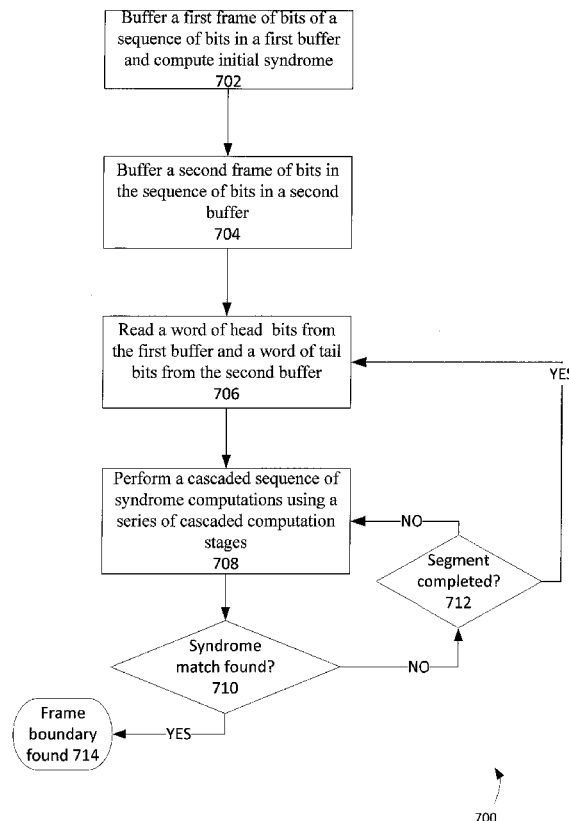 Buffer a first frame of bits of a
sequence of bits in a first buffer
and compute initial syndrome
702
Buffer a second frame of bits in
the sequence of bits in a second
buffer
704
Read a word of head bits from
the first buffer and a word of tail
bits from the second buffer
706
YES
Perform a cascaded sequence of
syndrome computations using a
series of cascaded computation
stages
708
NO
Segment
completed?
712
Syndrome
match found?
710
NO
Frame
boundary
found 714
YES
700